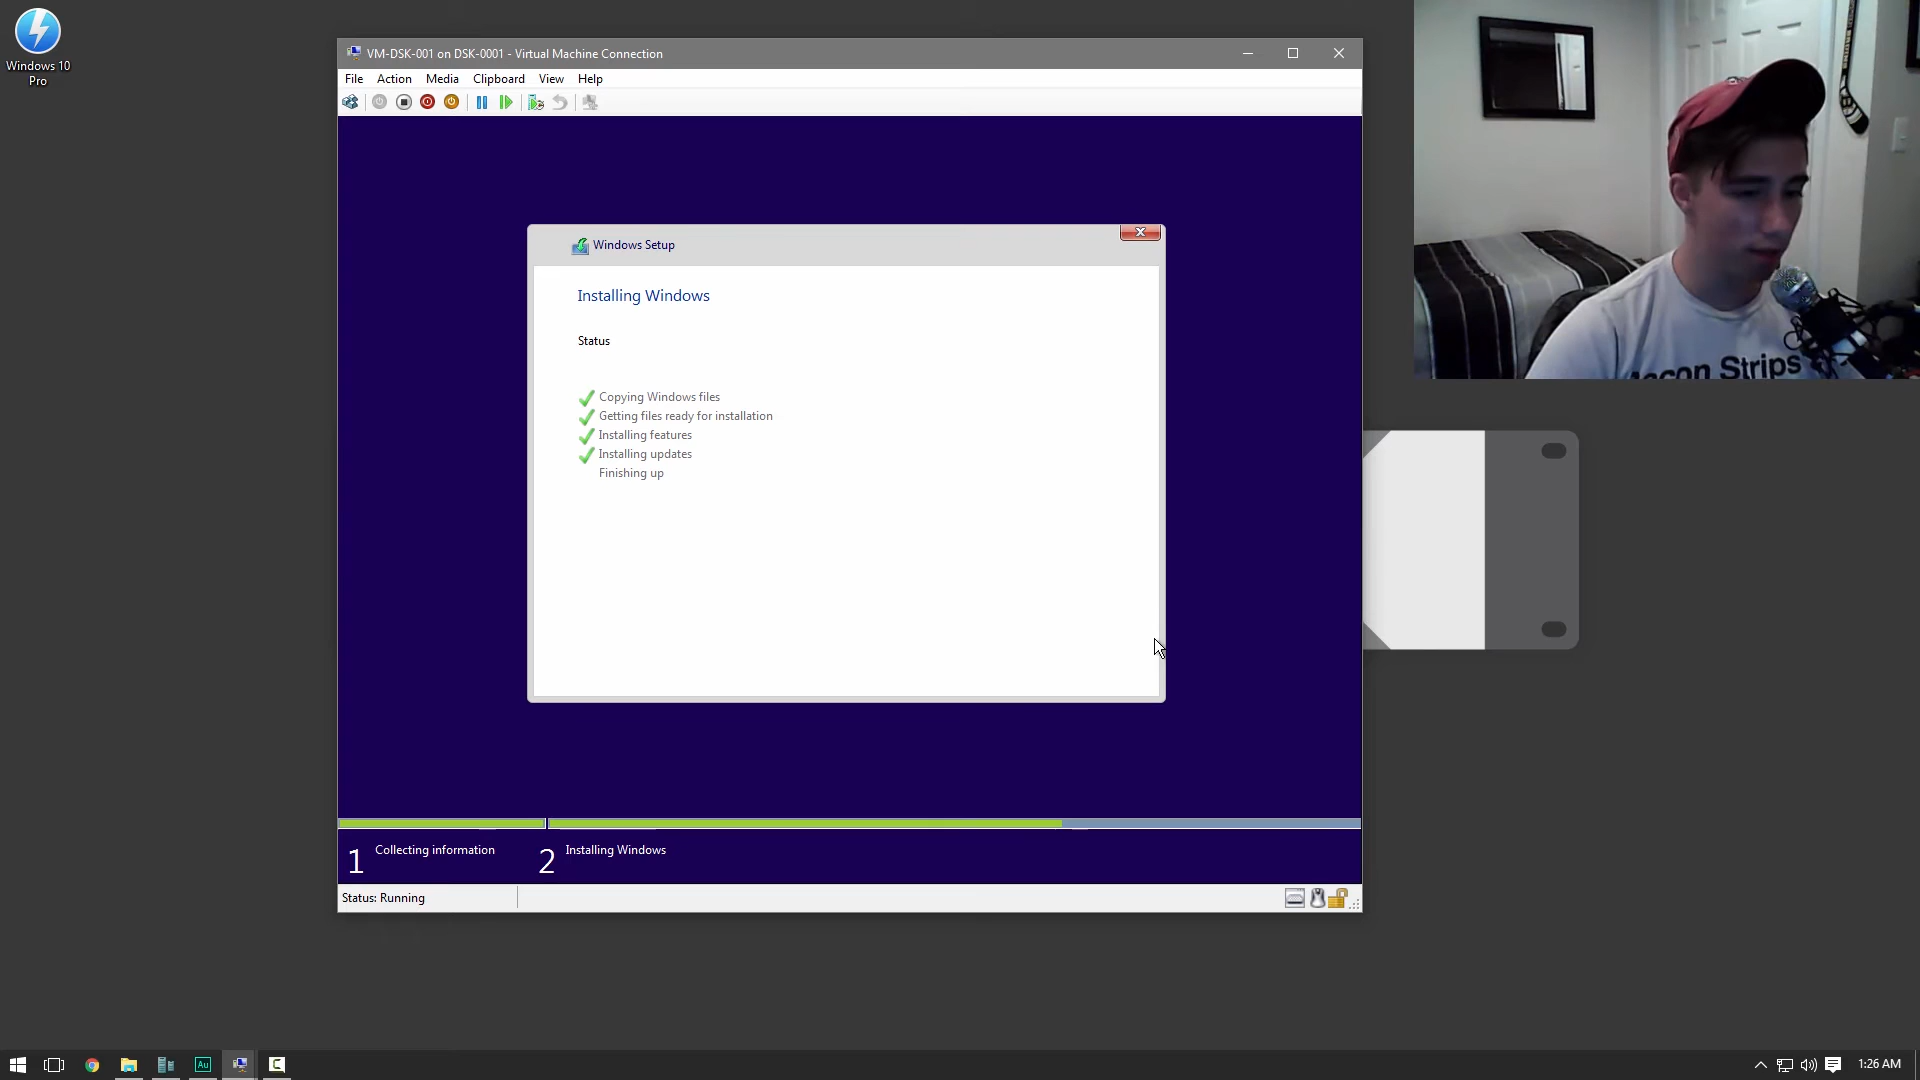 Windows 10
Pro
VM-DSK-001 on DSK-0001 - Virtual Machine Connection
File Action Media Clipboard View Help
Windows Setup
Installing Windows
Status
Copying Windows files
Getting files ready for installation
Installing features
Installing updates
Finishing up
1 Collecting information
2 Installing Windows
Status: Running
Strips
Au
1:26 AM